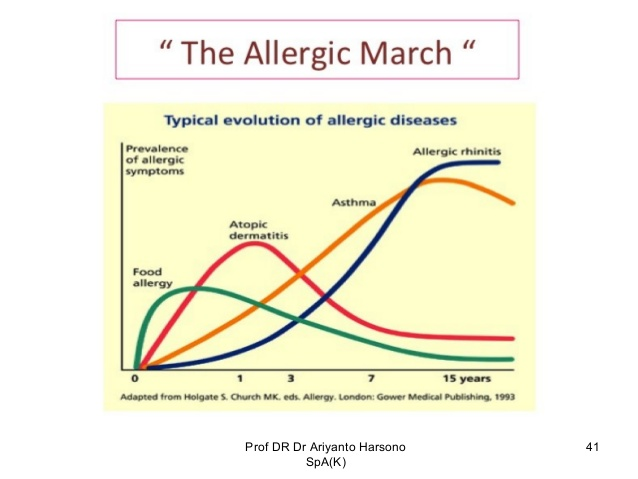 “ The Allergic March “
Typical evolution of allergic diseases
Prevalence
of allergic
symptoms
Allergic rhinitis
Asthma
Atopic
dermatitis
Food
allergy
0 1 3 7 15 years
Adapted from Holgate S. Church MK. eds. Allergy. London: Gower Medical Publishing, 1993
Prof DR Dr Ariyanto Harsono
SpA(K)
41